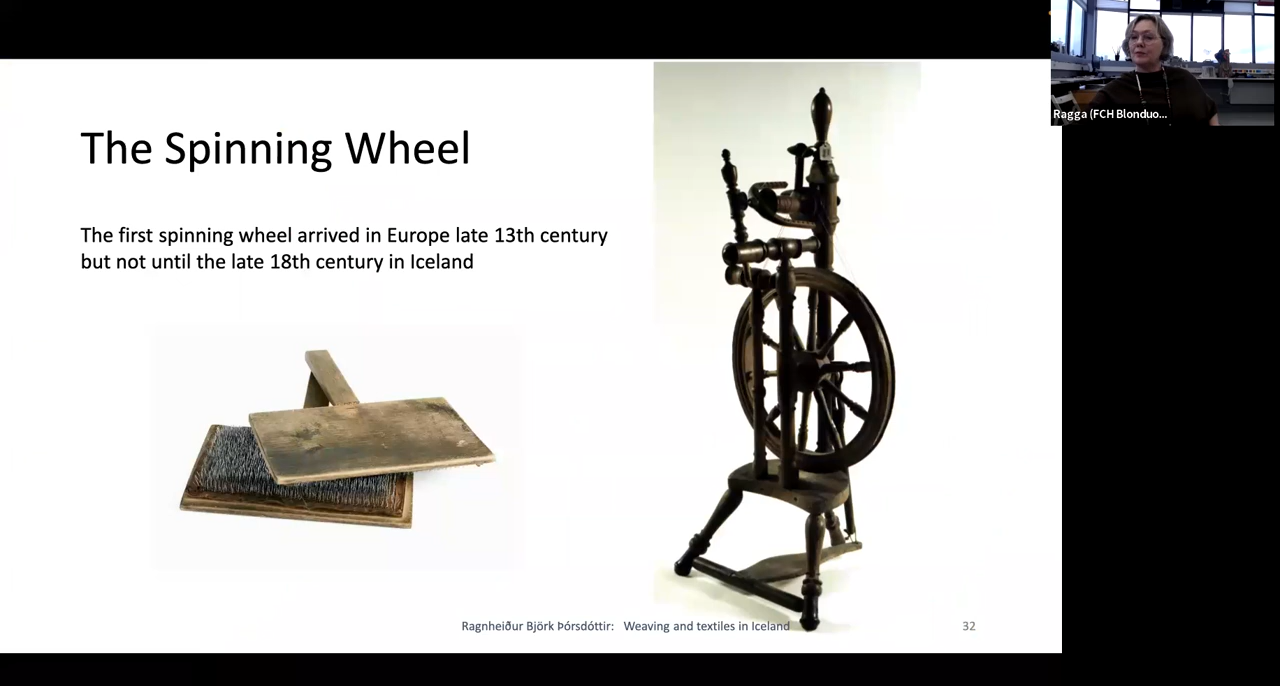 The Spinning Wheel
The first spinning wheel arrived in Europe late 13th century
but not until the late 18th century in Iceland
Ragnheiður Björk Þórsdóttir: Weaving and textiles in Iceland
32
Ragga (FCH Blonduo...